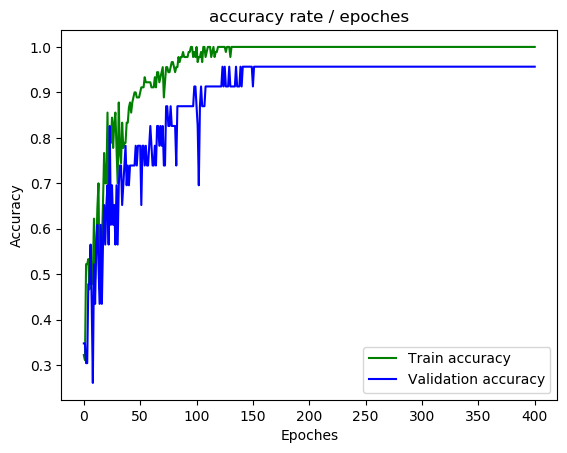 accuracy rate / epoches
1.0
0.9
0.8
0.7
0.6
0.5
0.4
0.3
Accuracy
0 50 100 150 200 250 300 350 400
Epoches
Train accuracy
Validation accuracy